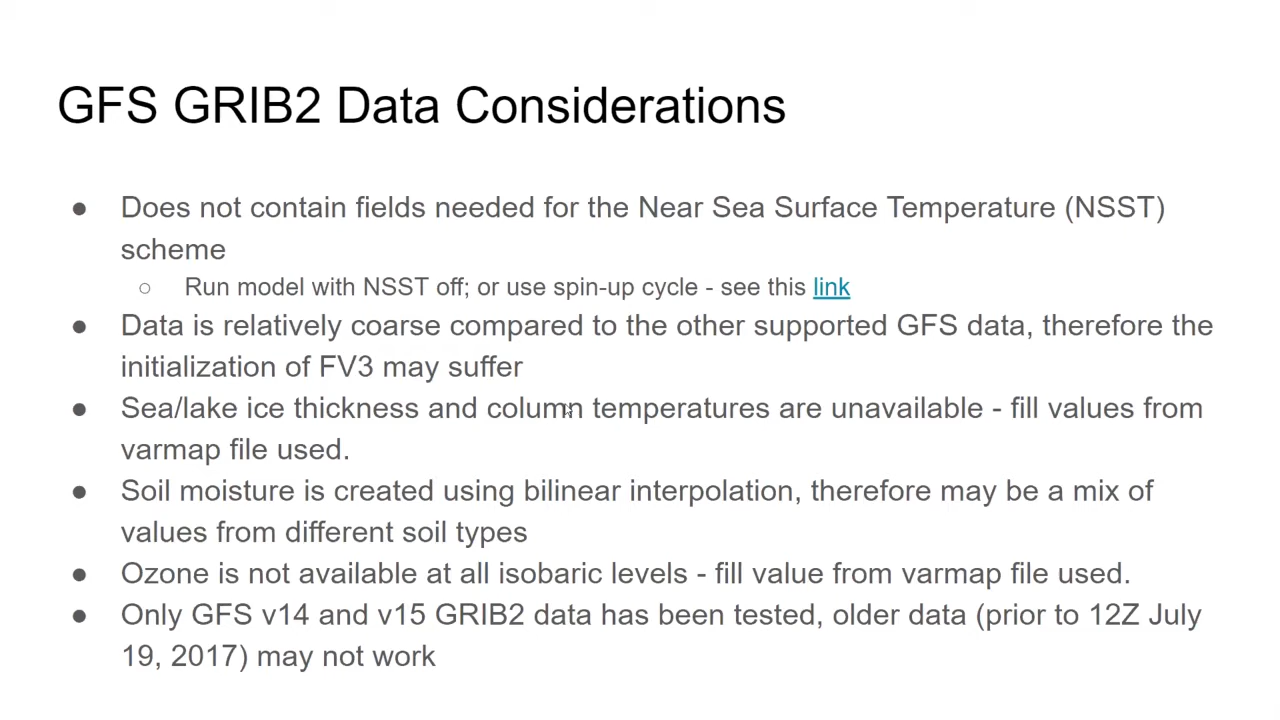 GFS GRIB2 Data Considerations
● Does not contain fields needed for the Near Sea Surface Temperature (NSST)
scheme
○ Run model with NSST off; or use spin-up cycle - see this link
● Data is relatively coarse compared to the other supported GFS data, therefore the
initialization of FV3 may suffer
● Sea/lake ice thickness and column temperatures are unavailable - fill values from
varmap file used.
● Soil moisture is created using bilinear interpolation, therefore may be a mix of
values from different soil types
● Ozone is not available at all isobaric levels - fill value from varmap file used.
● Only GFS v14 and v15 GRIB2 data has been tested, older data (prior to 12Z July
19, 2017) may not work